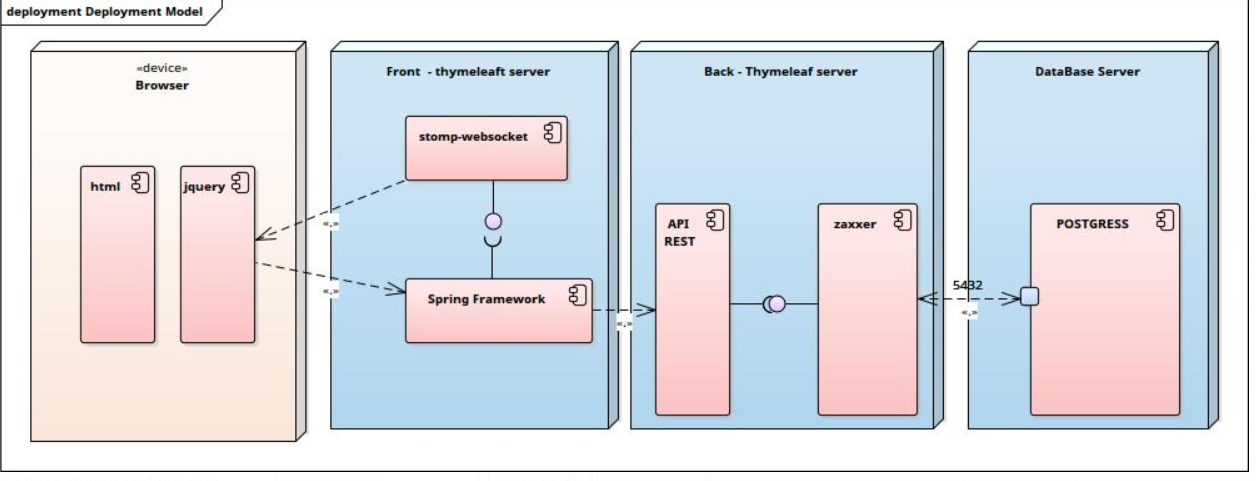 deployment Deployment Model
«device»
Browser
html
jquery
Front - thymeleaft server
stomp-websocket
Spring Framework
Back - Thymeleaf server
API
REST
zaxxer
DataBase Server
POSTGRESS
5432
«.»
«.»
«.»
«.»